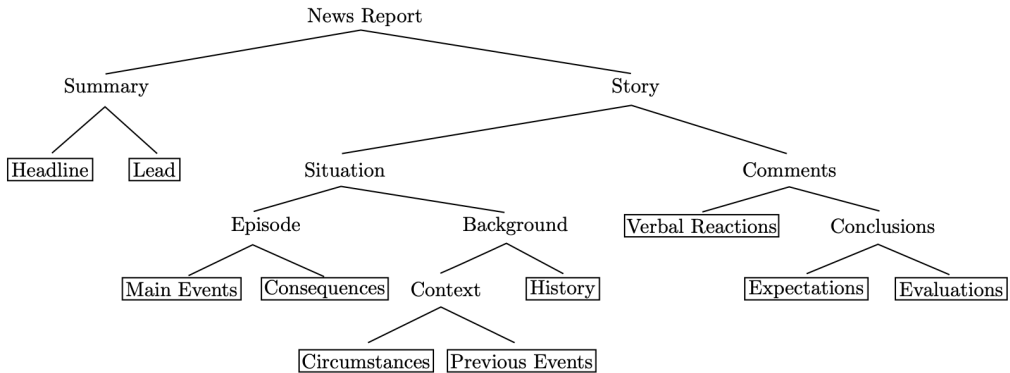 News Report
Summary Story
Headline Lead Situation Comments
Episode Background Verbal Reactions Conclusions
Main Events Consequences Context History Expectations Evaluations
Circumstances Previous Events